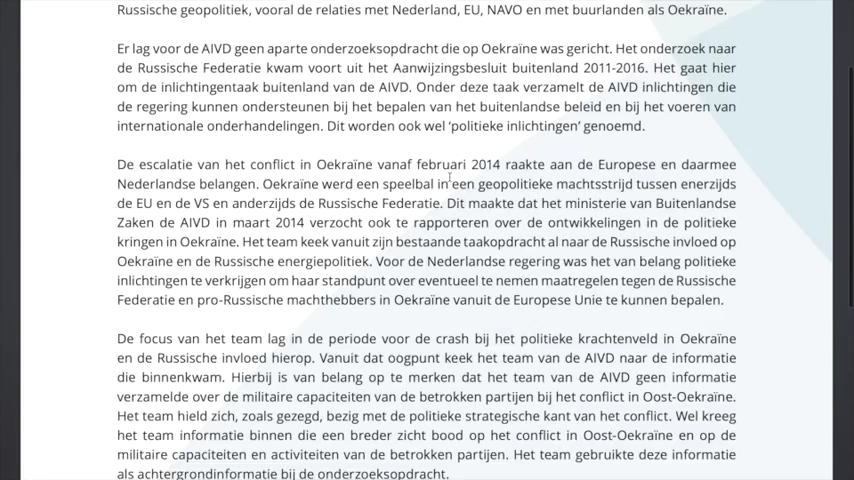 Russische geopolitiek, vooral de relaties met Nederland, EU, NAVO en met buurlanden als Oekraïne.
Er lag voor de AIVD geen aparte onderzoeksopdracht die op Oekraïne was gericht. Het onderzoek naar
de Russische Federatie kwam voort uit het Aanwijzingsbesluit buitenland 2011-2016. Het gaat hier
om de inlichtingentaak buitenland van de AIVD. Onder deze taak verzamelt de AIVD inlichtingen die
de regering kunnen ondersteunen bij het bepalen van het buitenlandse beleid en bij het voeren van
internationale onderhandelingen. Dit worden ook wel ‘politieke inlichtingen’ genoemd.
De escalatie van het conflict in Oekraïne vanaf februari 2014 raakte aan de Europese en daarmee
Nederlandse belangen. Oekraïne werd een speelbal in een geopolitieke machtsstrijd tussen enerzijds
de EU en de VS en anderzijds de Russische Federatie. Dit maakte dat het ministerie van Buitenlandse
Zaken de AIVD in maart 2014 verzocht ook te rapporteren over de ontwikkelingen in de politieke
kringen in Oekraïne. Het team keek vanuit zijn bestaande taakopdracht al naar de Russische invloed op
Oekraïne en de Russische energiepolitiek. Voor de Nederlandse regering was het van belang politieke
inlichtingen te verkrijgen om haar standpunt over eventueel te nemen maatregelen tegen de Russische
Federatie en pro-Russische machthebbers in Oekraïne vanuit de Europese Unie te kunnen bepalen.
De focus van het team lag in de periode voor de crash bij het politieke krachtenveld in Oekraïne
en de Russische invloed hierop. Vanuit dat oogpunt keek het team van de AIVD naar de informatie
die binnenkwam. Hierbij is van belang op te merken dat het team van de AIVD geen informatie
verzamelde over de militaire capaciteiten van de betrokken partijen bij het conflict in Oost-Oekraïne.
Het team hield zich, zoals gezegd, bezig met de politieke strategische kant van het conflict. Wel kreeg
het team informatie binnen die een breder zicht bood op het conflict in Oost-Oekraïne en op de
militaire capaciteiten en activiteiten van de betrokken partijen. Het team gebruikte deze informatie
als achtergrondinformatie bij de onderzoeksopdracht.